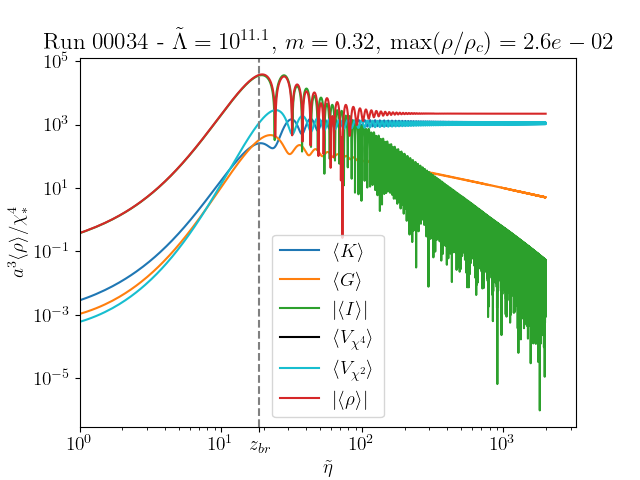 Run 00034 - Λ̃ = 10^{11.1}, m = 0.32, max(ρ/ρ_c) = 2.6e − 02
a³⟨ρ⟩/χ_*^4
10^5
10^3
10^1
10^{−1}
10^{−3}
10^{−5}
⟨K⟩
⟨G⟩
|⟨I⟩|
⟨V_{χ^4}⟩
⟨V_{χ^2}⟩
|⟨ρ⟩|
10^0
10^1
z_{br}
10^2
10^3
η̃